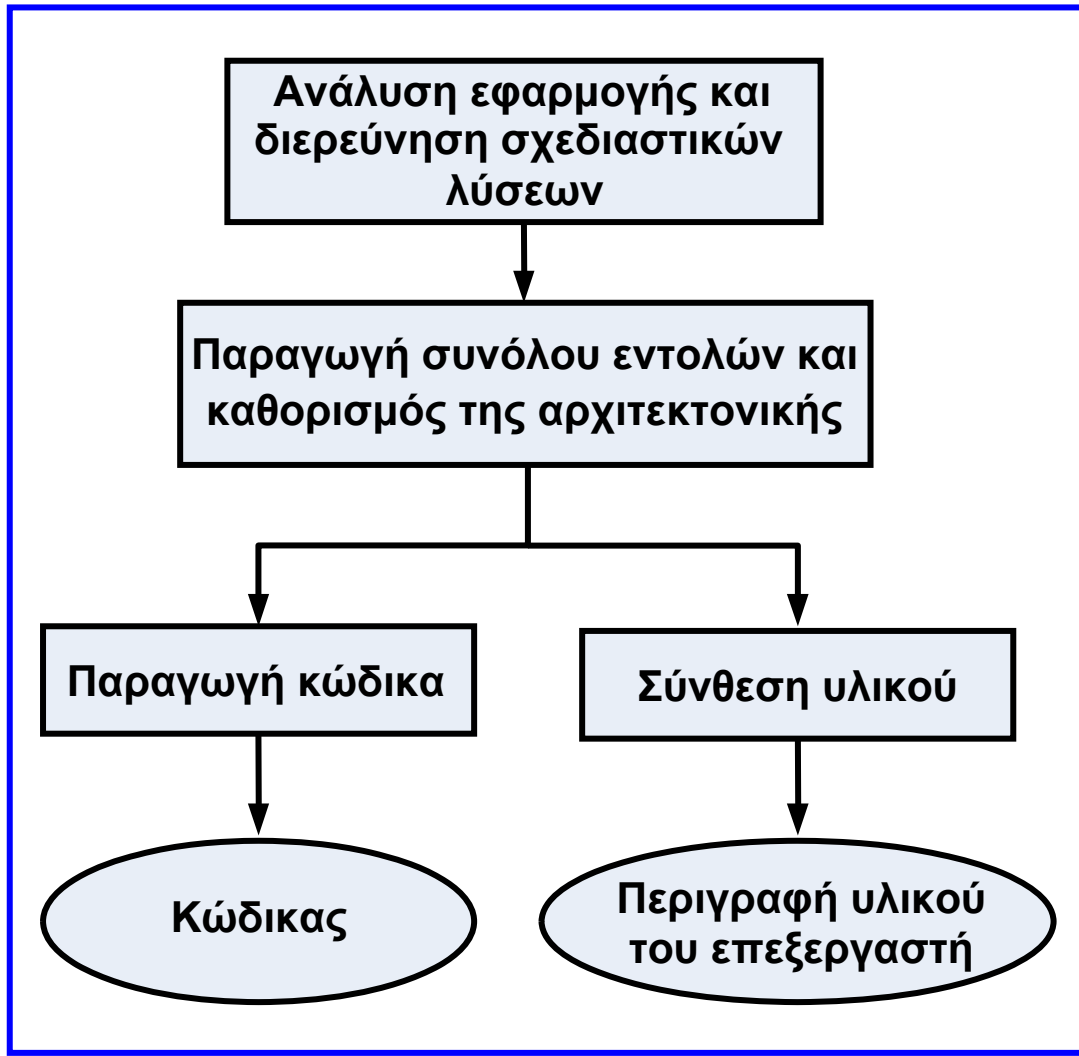 Ανάλυση εφαρμογής και
διερεύνηση σχεδιαστικών
λύσεων
Παραγωγή συνόλου εντολών και
καθορισμός της αρχιτεκτονικής
Παραγωγή κώδικα
Σύνθεση υλικού
Κώδικας
Περιγραφή υλικού
του επεξεργαστή